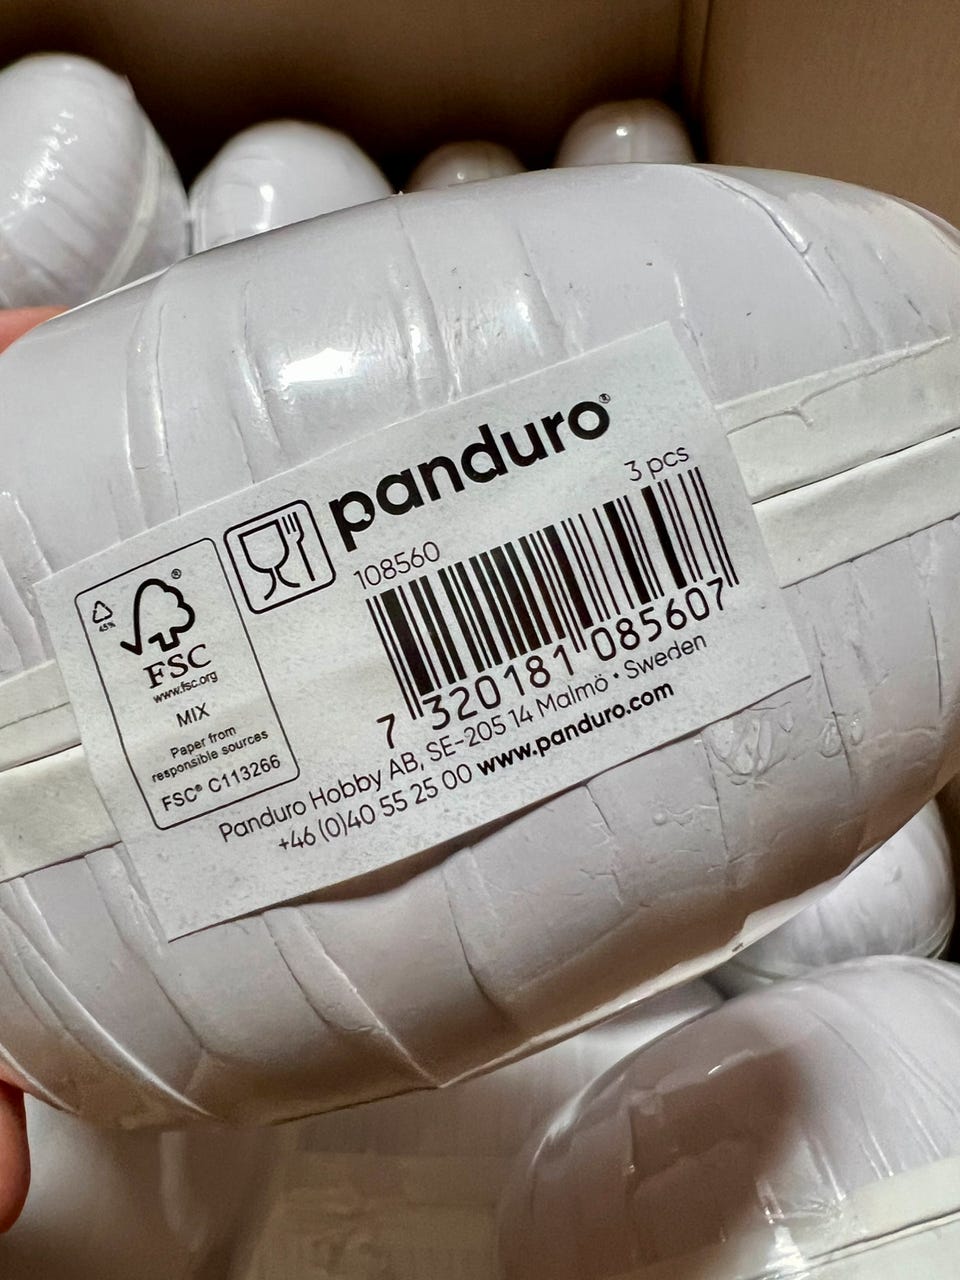 panduro®
3 pcs
108560
7 320181 085607
Panduro Hobby AB, SE-205 14 Malmö • Sweden
+46 (0)40 55 25 00 www.panduro.com
45%
®
FSC
www.fsc.org
MIX
Paper from
responsible sources
FSC® C113266